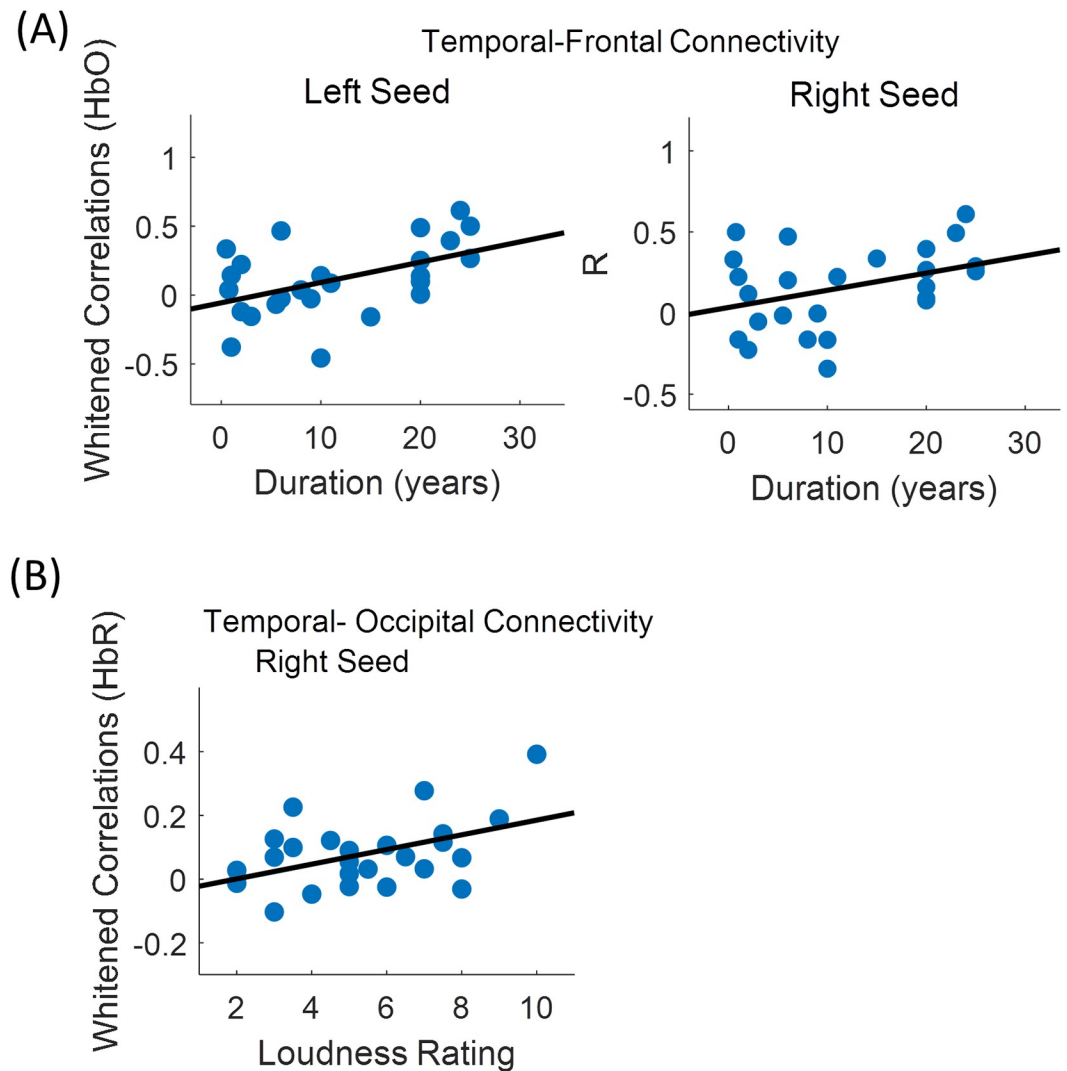 (A)
Temporal-Frontal Connectivity
Left Seed
Right Seed
Whitened Correlations (HbO)
1
0.5
0
-0.5
0 10 20 30
Duration (years)
R
1
0.5
0
-0.5
0 10 20 30
Duration (years)
(B)
Temporal- Occipital Connectivity
Right Seed
Whitened Correlations (HbR)
0.4
0.2
0
-0.2
2 4 6 8 10
Loudness Rating